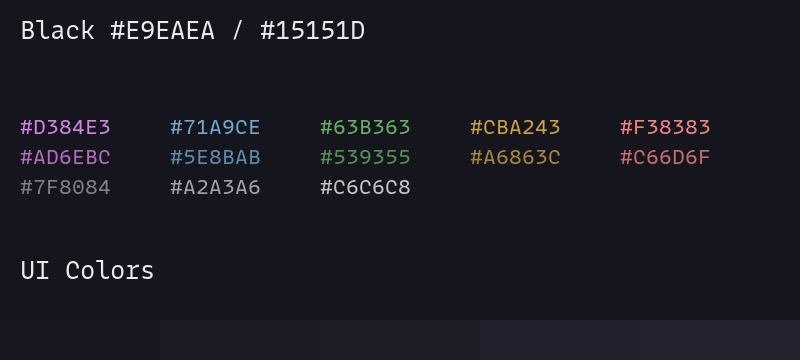 Black #E9EAEA / #15151D
#D384E3 #71A9CE #63B363 #CBA243 #F38383
#AD6EBC #5E8BAB #539355 #A6863C #C66D6F
#7F8084 #A2A3A6 #C6C6C8
UI Colors